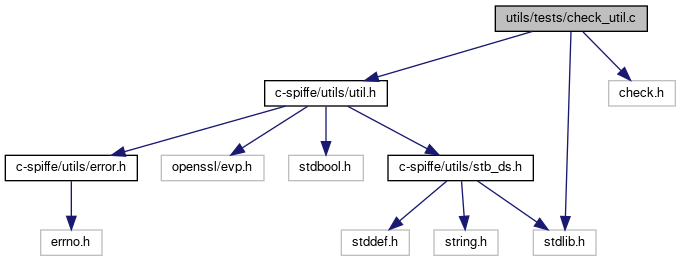 utils/tests/check_util.c
c-spiffe/utils/util.h
check.h
c-spiffe/utils/error.h
openssl/evp.h
stdbool.h
c-spiffe/utils/stb_ds.h
errno.h
stddef.h
string.h
stdlib.h